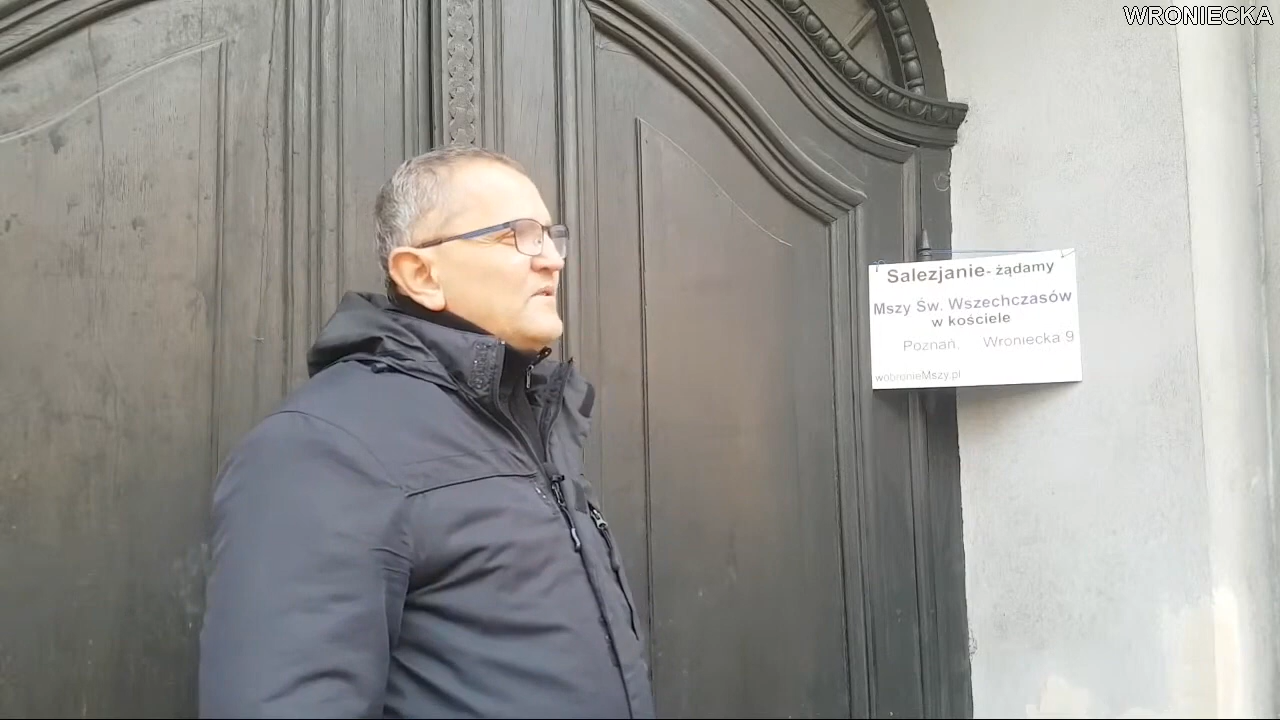 WRONIECKA
Salezjanie- żądamy
Mszy Św. Wszechczasów
w kościele
Poznań, Wroniecka 9
wobronieMszy.pl